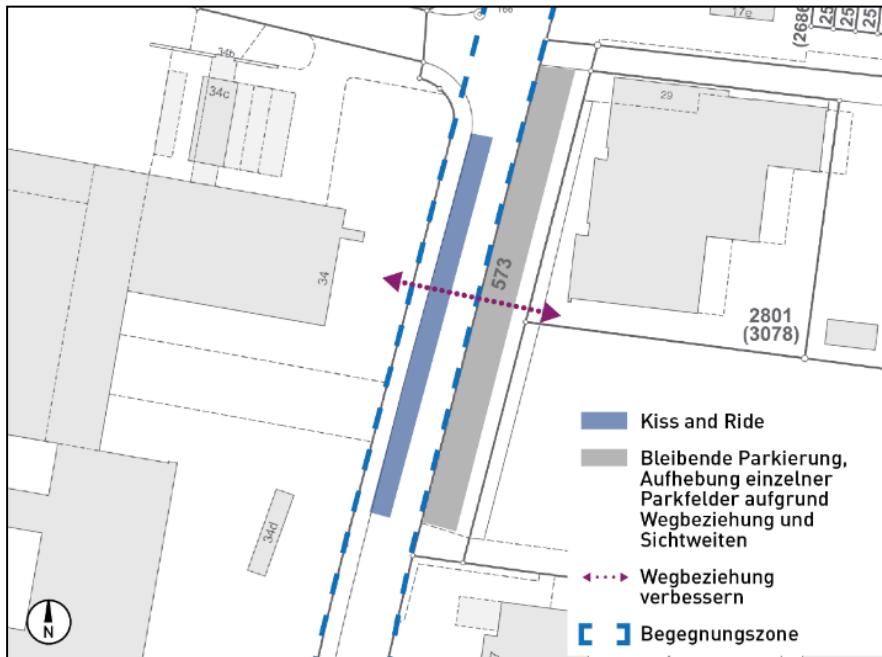 166
17e
(2686
25
25
25
34b
34c
29
34
573
2801
(3078)
34d
Kiss and Ride
Bleibende Parkierung,
Aufhebung einzelner
Parkfelder aufgrund
Wegbeziehung und
Sichtweiten
Wegbeziehung
verbessern
Begegnungszone
N